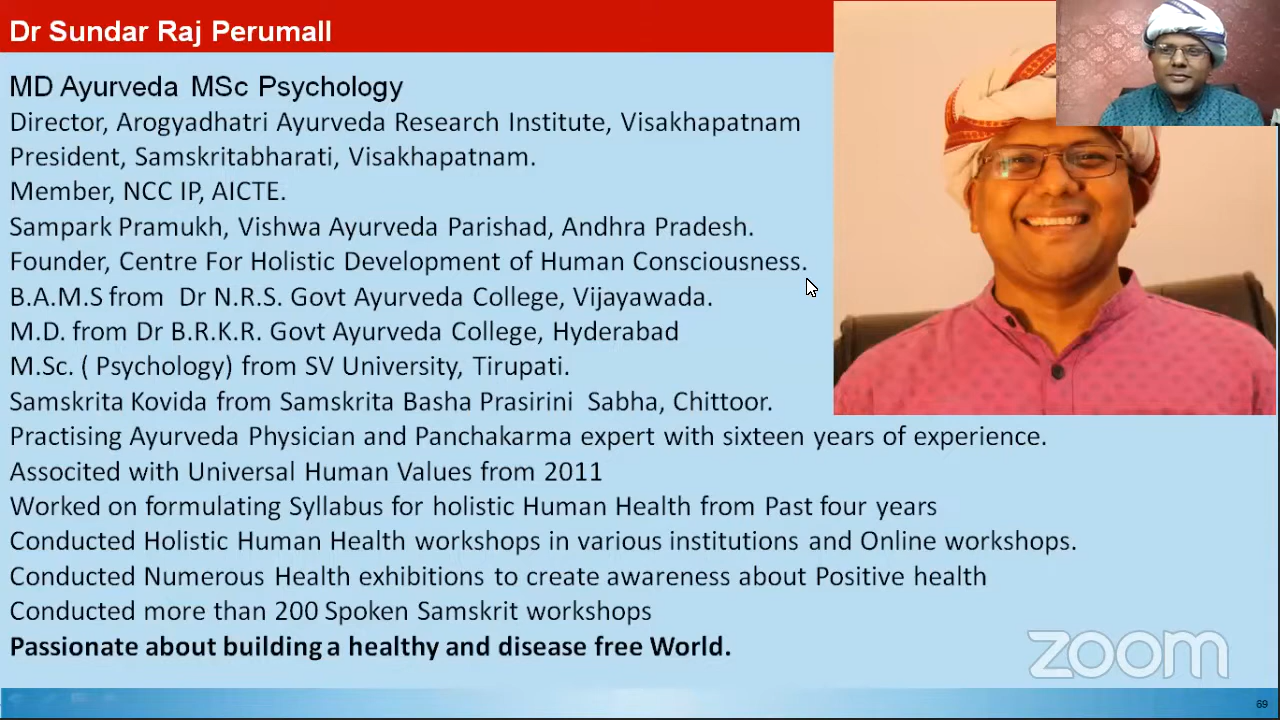 Dr Sundar Raj Perumall
MD Ayurveda MSc Psychology
Director, Arogyadhatri Ayurveda Research Institute, Visakhapatnam
President, Samskritabharati, Visakhapatnam.
Member, NCC IP, AICTE.
Sampark Pramukh, Vishwa Ayurveda Parishad, Andhra Pradesh.
Founder, Centre For Holistic Development of Human Consciousness.
B.A.M.S from Dr N.R.S. Govt Ayurveda College, Vijayawada.
M.D. from Dr B.R.K.R. Govt Ayurveda College, Hyderabad
M.Sc. ( Psychology) from SV University, Tirupati.
Samskrita Kovida from Samskrita Basha Prasirini Sabha, Chittoor.
Practising Ayurveda Physician and Panchakarma expert with sixteen years of experience.
Associted with Universal Human Values from 2011
Worked on formulating Syllabus for holistic Human Health from Past four years
Conducted Holistic Human Health workshops in various institutions and Online workshops.
Conducted Numerous Health exhibitions to create awareness about Positive health
Conducted more than 200 Spoken Samskrit workshops
Passionate about building a healthy and disease free World.
zoom
69